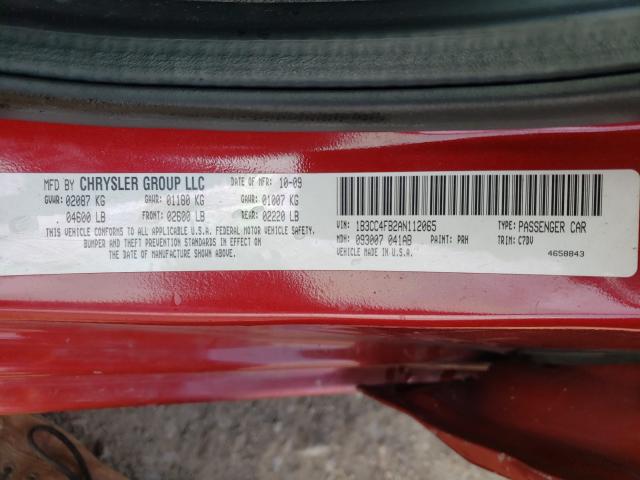 MFD BY CHRYSLER GROUP LLC DATE OF MFR: 10-09
GVWR: 02087 KG GAWR: 01180 KG GAWR: 01007 KG
04600 LB FRONT: 02600 LB REAR: 02220 LB
THIS VEHICLE CONFORMS TO ALL APPLICABLE U.S.A. FEDERAL MOTOR VEHICLE SAFETY,
BUMPER AND THEFT PREVENTION STANDARDS IN EFFECT ON
THE DATE OF MANUFACTURE SHOWN ABOVE.
VIN: 1B3CC4FB2AN112065 TYPE: PASSENGER CAR
MDH: 093007 041AB PAINT: PRH TRIM: C7DV
VEHICLE MADE IN U.S.A.
4658843